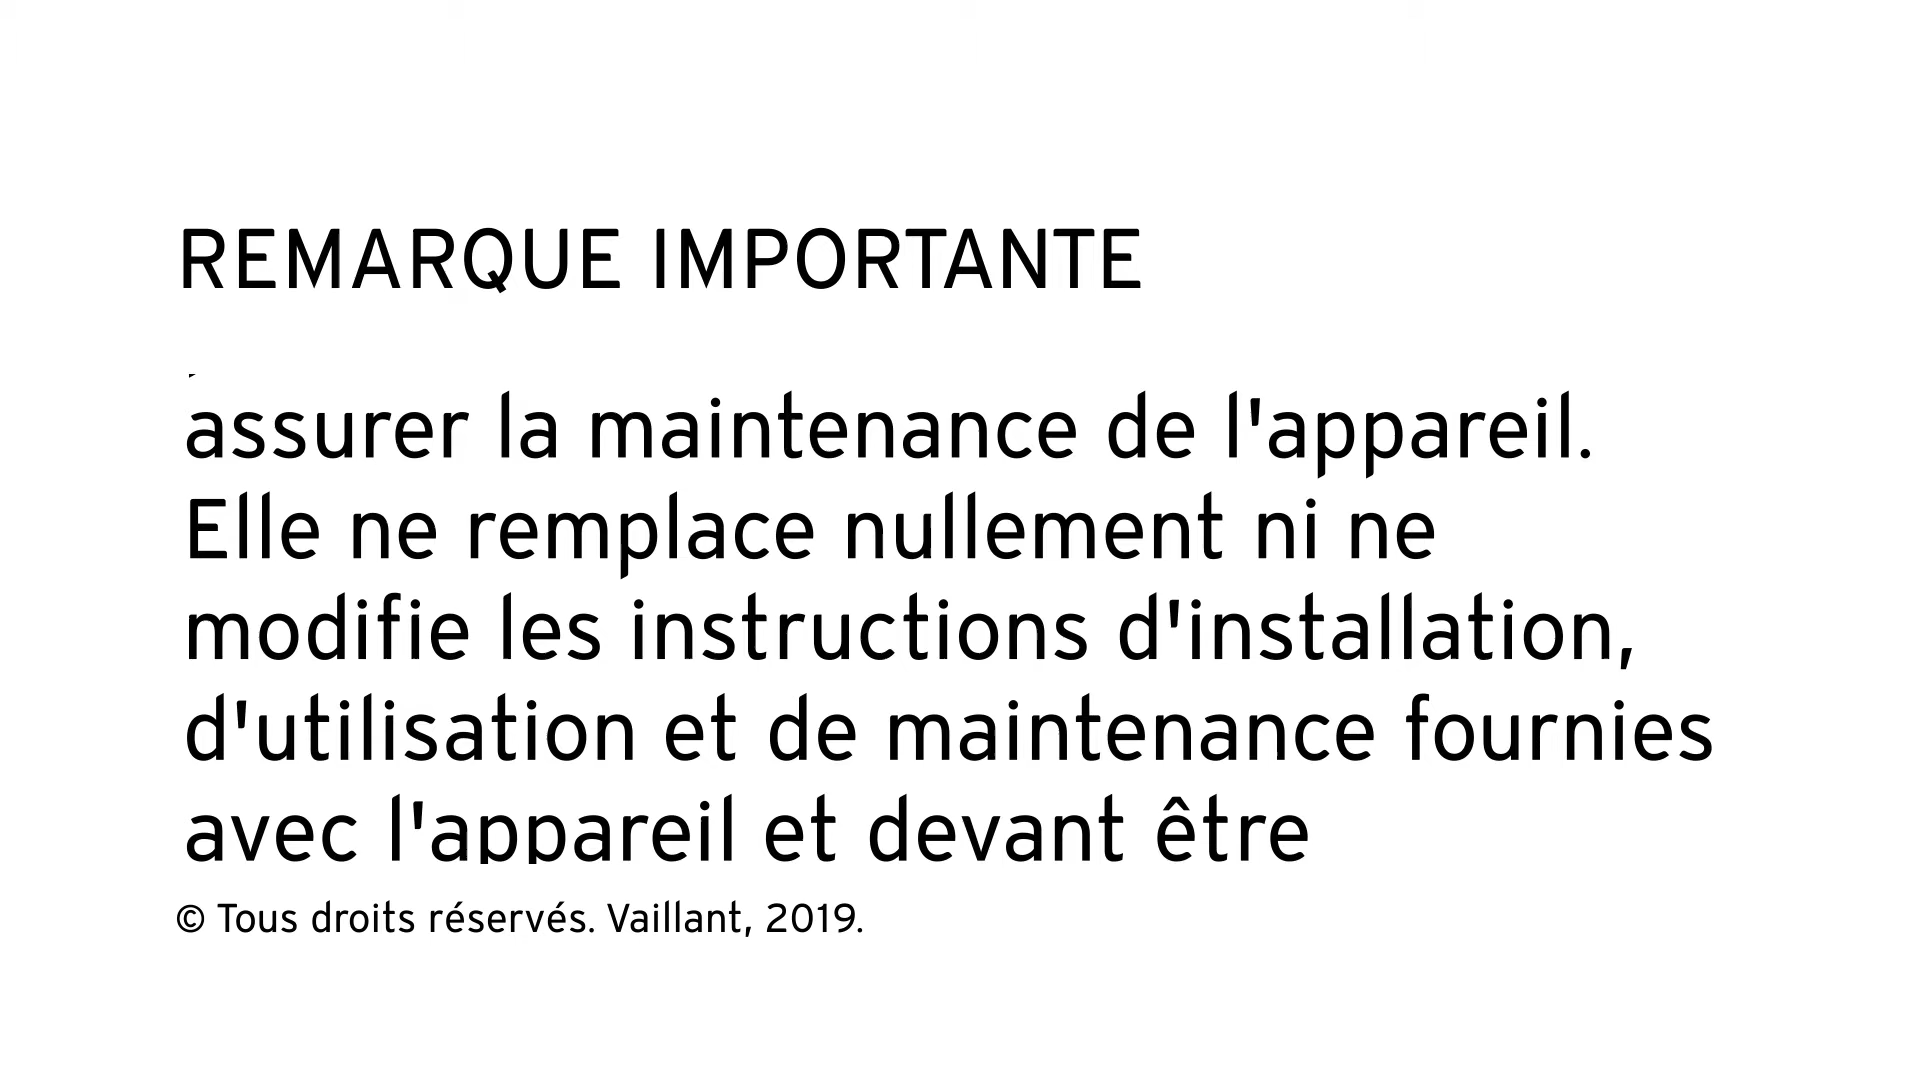 REMARQUE IMPORTANTE
assurer la maintenance de l'appareil.
Elle ne remplace nullement ni ne
modifie les instructions d'installation,
d'utilisation et de maintenance fournies
avec l'appareil et devant être
© Tous droits réservés. Vaillant, 2019.